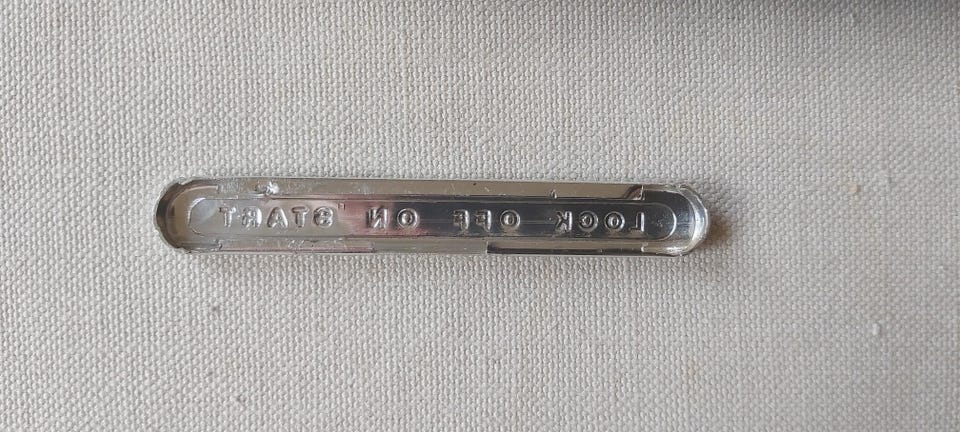 LOCK OFF ON START